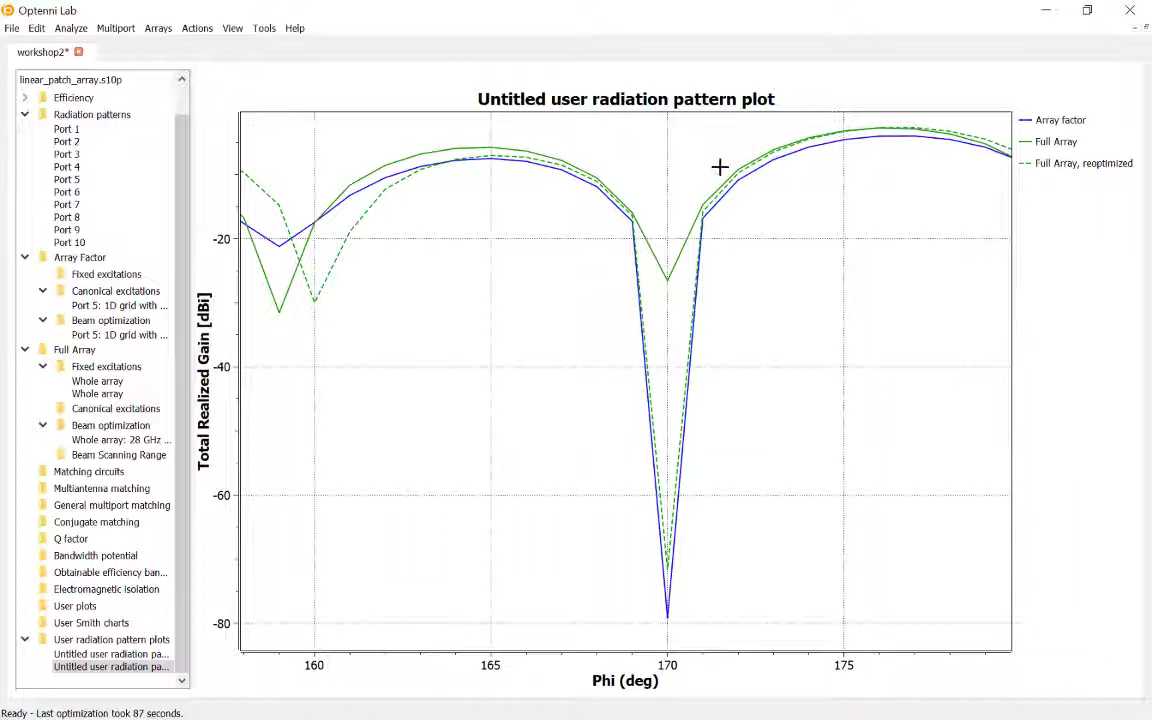 Optenni Lab
File Edit Analyze Multiport Arrays Actions View Tools Help
workshop2*
linear_patch_array.s10p
Efficiency
Radiation patterns
Port 1
Port 2
Port 3
Port 4
Port 5
Port 6
Port 7
Port 8
Port 9
Port 10
Array Factor
Fixed excitations
Canonical excitations
Port 5: 1D grid with ...
Beam optimization
Port 5: 1D grid with ...
Full Array
Fixed excitations
Whole array
Whole array
Canonical excitations
Beam optimization
Whole array: 28 GHz ...
Beam Scanning Range
Matching circuits
Multiantenna matching
General multiport matching
Conjugate matching
Q factor
Bandwidth potential
Obtainable efficiency ban...
Electromagnetic isolation
User plots
User Smith charts
User radiation pattern plots
Untitled user radiation pa...
Untitled user radiation pa...
Untitled user radiation pattern plot
Total Realized Gain [dBi]
-20
-40
-60
-80
160 165 170 175
Phi (deg)
Array factor
Full Array
Full Array, reoptimized
Ready - Last optimization took 87 seconds.